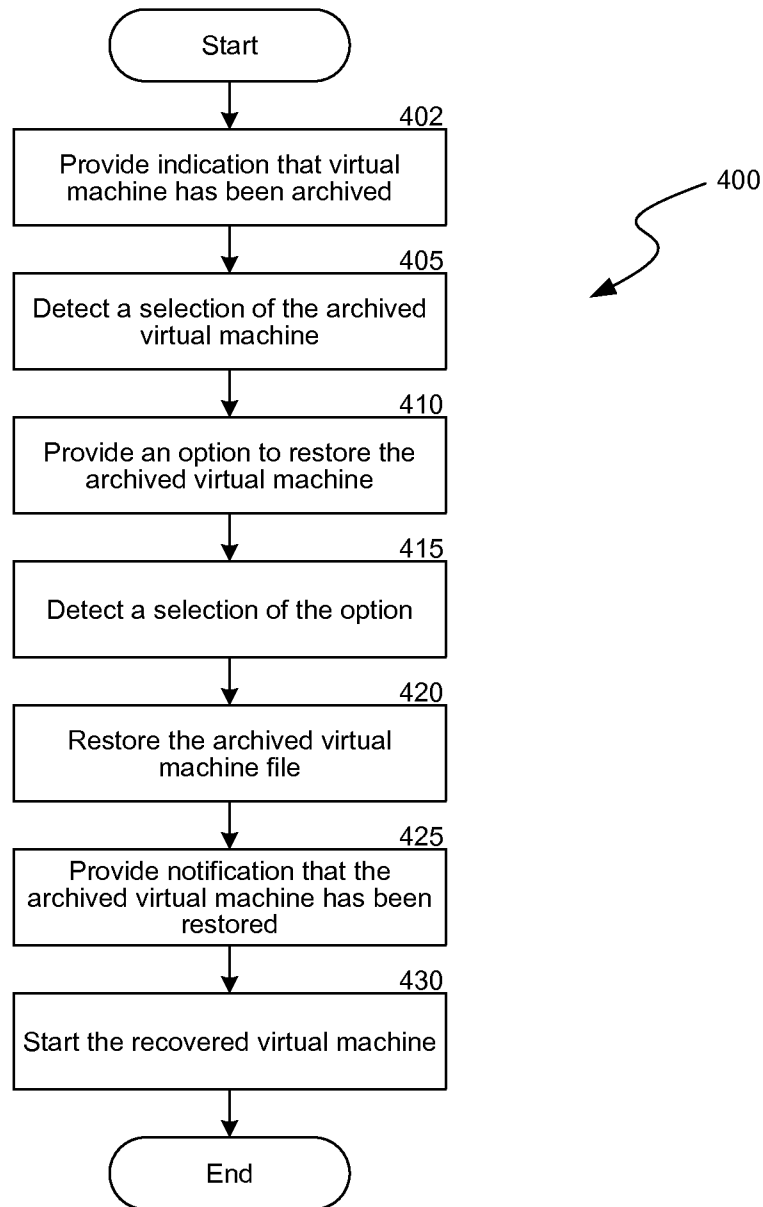 Start
402
Provide indication that virtual
machine has been archived
400
405
Detect a selection of the archived
virtual machine
410
Provide an option to restore the
archived virtual machine
415
Detect a selection of the option
420
Restore the archived virtual
machine file
425
Provide notification that the
archived virtual machine has been
restored
430
Start the recovered virtual machine
End